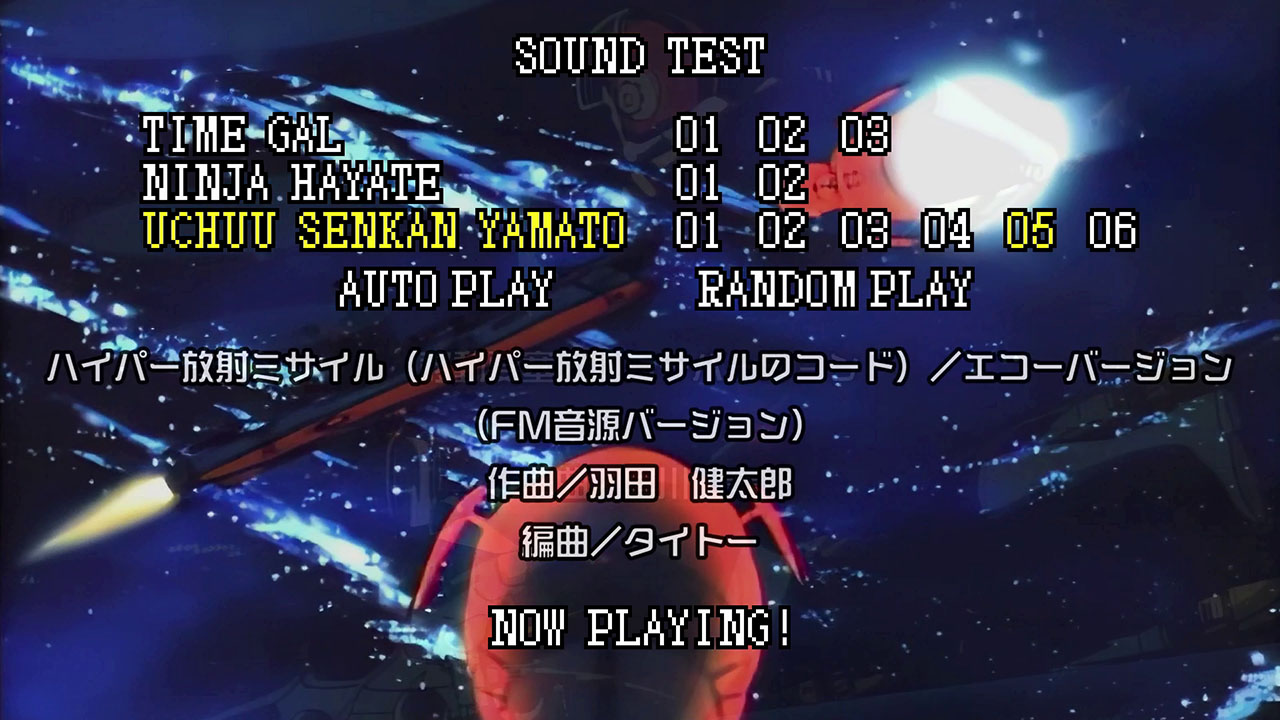 SOUND TEST
TIME GAL 01 02 03
NINJA HAYATE 01 02
UCHUU SENKAN YAMATO 01 02 03 04 05 06
AUTO PLAY RANDOM PLAY
ハイパー放射ミサイル（ハイパー放射ミサイルのコード）／エコーバージョン
（FM音源バージョン）
作曲／羽田 健太郎
編曲／タイトー
NOW PLAYING!